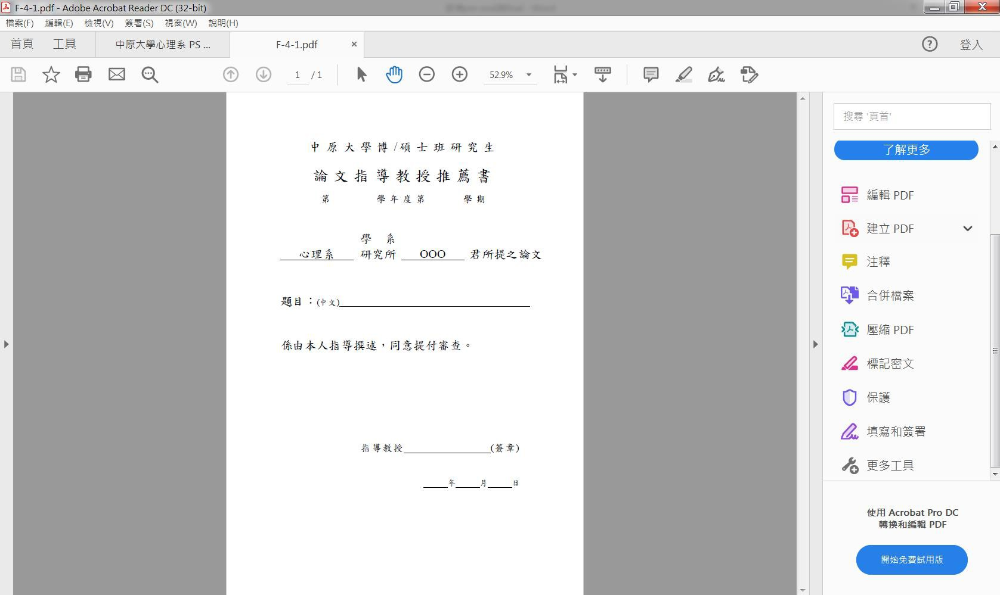 F-4-1.pdf - Adobe Acrobat Reader DC (32-bit)
檔案(F) 編輯(E) 檢視(V) 簽署(S) 視窗(W) 說明(H)
首頁 工具 中原大學心理系 PS ... F-4-1.pdf × ? 登入
1 / 1 52.9%
中原大學博/碩士班研究生
論文指導教授推薦書
第 學年度第 學期
學 系
心理系 研究所 OOO 君所提之論文
題目：(中文)
係由本人指導撰述，同意提付審查。
指導教授 (簽章)
年 月 日
搜尋 '頁首'
了解更多
編輯 PDF
建立 PDF
注釋
合併檔案
壓縮 PDF
標記密文
保護
填寫和簽署
更多工具
使用 Acrobat Pro DC
轉換和編輯 PDF
開始免費試用版